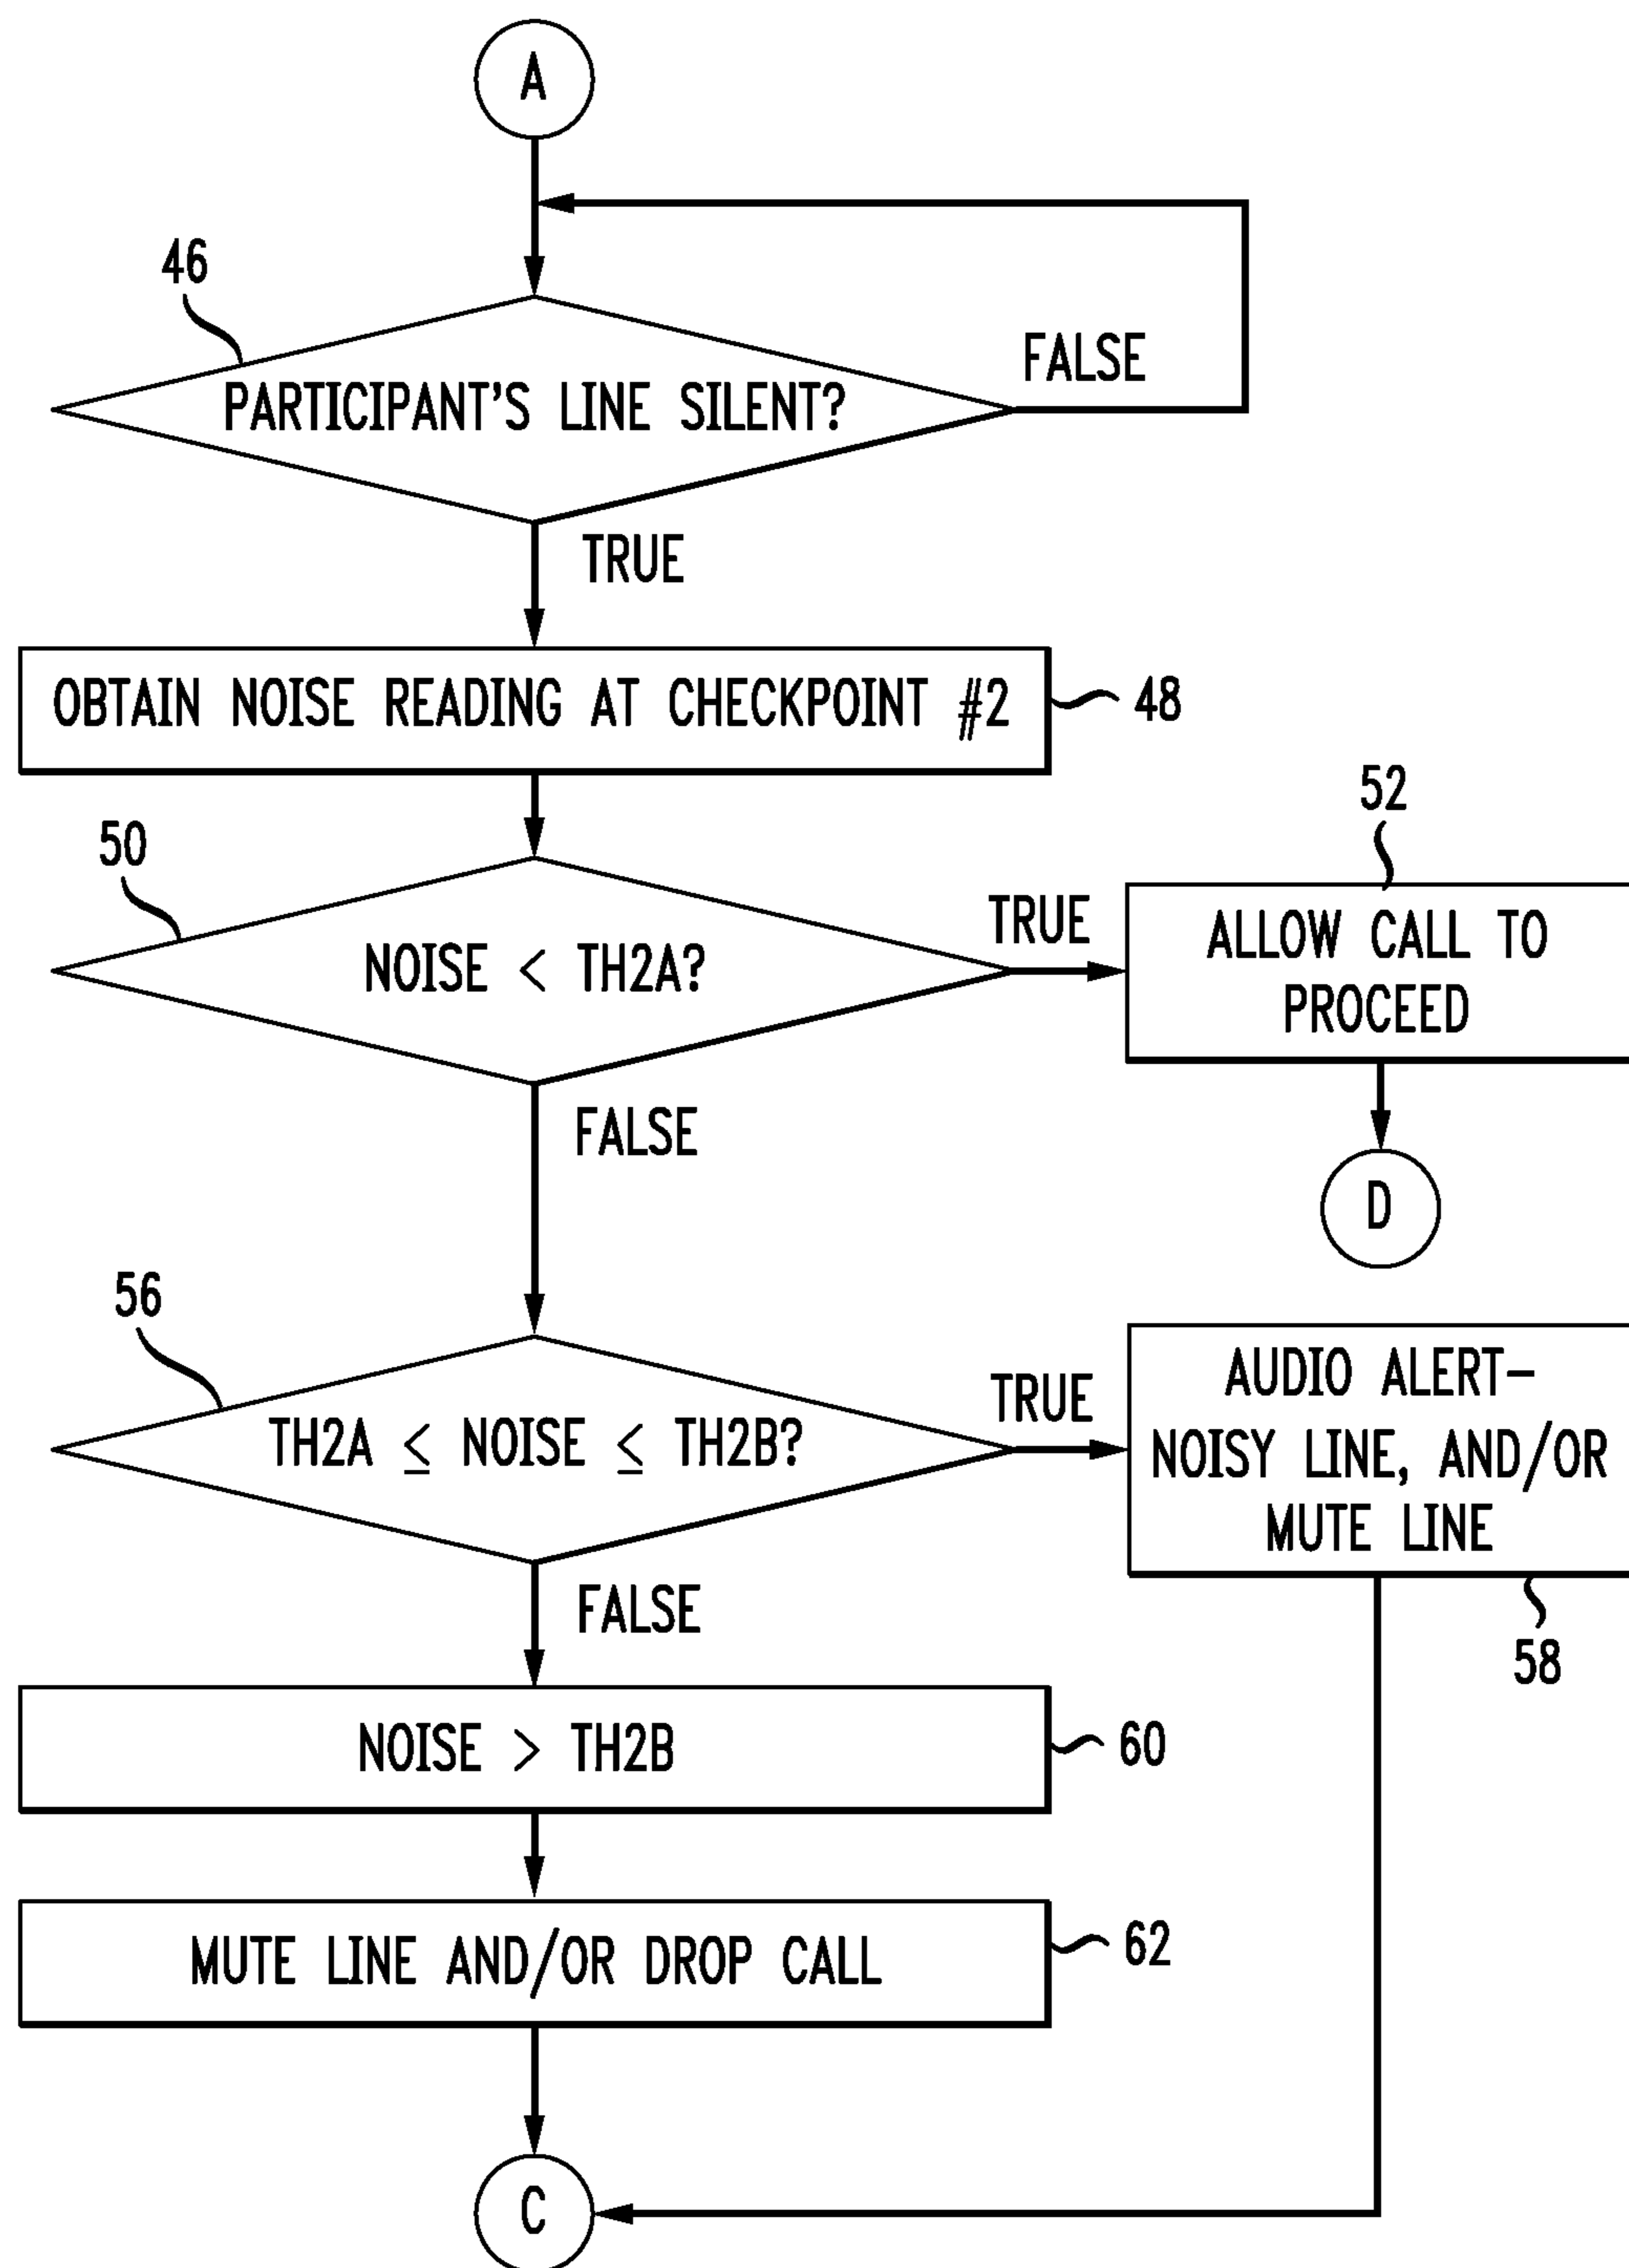 A
46
FALSE
PARTICIPANT'S LINE SILENT?
TRUE
OBTAIN NOISE READING AT CHECKPOINT #2
48
52
50
TRUE
ALLOW CALL TO
PROCEED
NOISE < TH2A?
FALSE
D
56
TRUE
TH2A ≤ NOISE ≤ TH2B?
AUDIO ALERT-
NOISY LINE, AND/OR
MUTE LINE
FALSE
58
NOISE > TH2B
60
MUTE LINE AND/OR DROP CALL
62
C